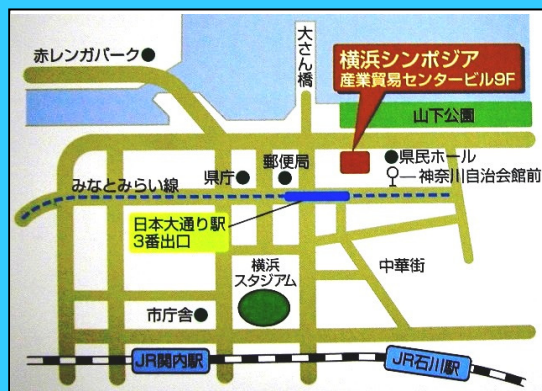 赤レンガパーク
大さん橋
横浜シンポジア
産業貿易センタービル9F
山下公園
県庁
郵便局
県民ホール
神奈川自治会館前
みなとみらい線
日本大通り駅
3番出口
横浜
スタジアム
中華街
市庁舎
JR関内駅
JR石川駅